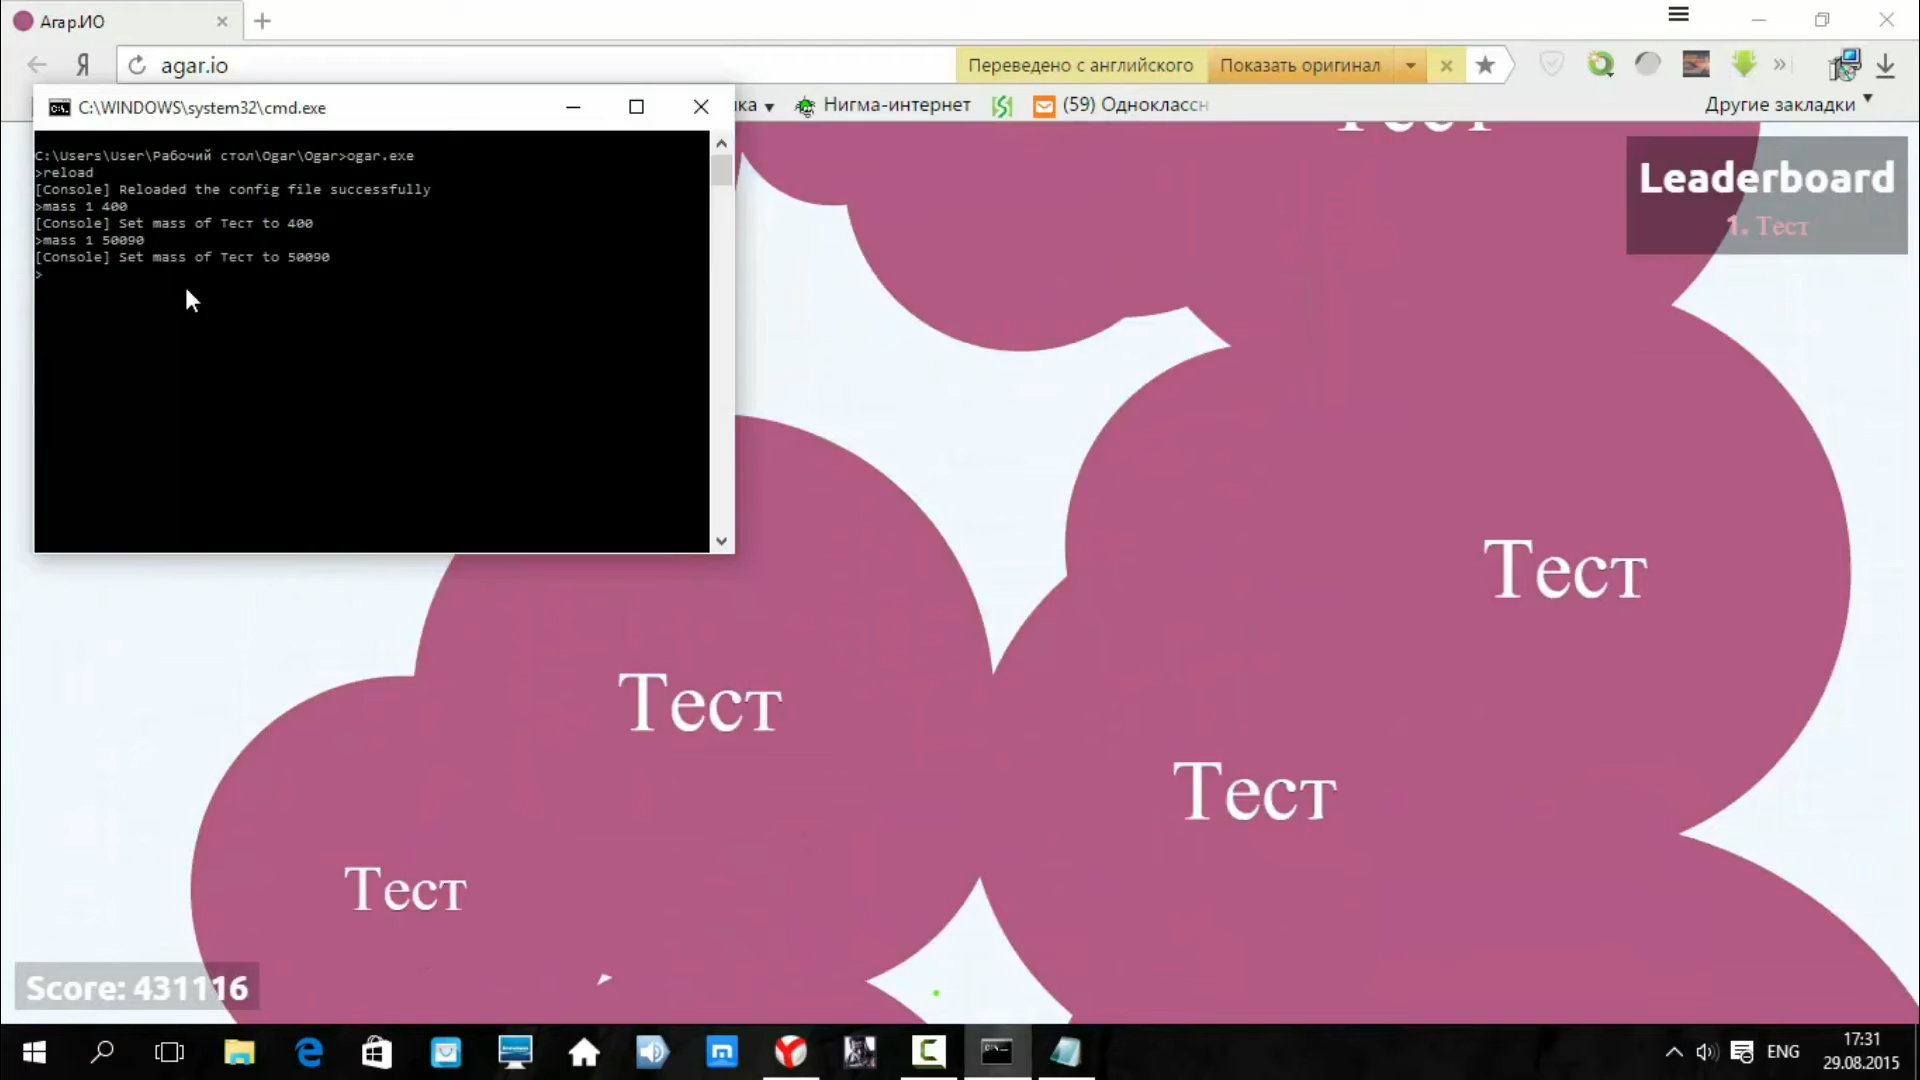 Агар.ИО
Я
agar.io
Переведено с английского
Показать оригинал
C:\WINDOWS\system32\cmd.exe
ка
Нигма-интернет
(59) Одноклассн
Другие закладки
C:\Users\User\Рабочий стол\Ogar\Ogar>ogar.exe
>reload
[Console] Reloaded the config file successfully
>mass 1 400
[Console] Set mass of Тест to 400
>mass 1 50090
[Console] Set mass of Тест to 50090
>
Тест
Leaderboard
1. Тест
Тест
Тест
Тест
Тест
Score: 431116
ENG
17:31
29.08.2015